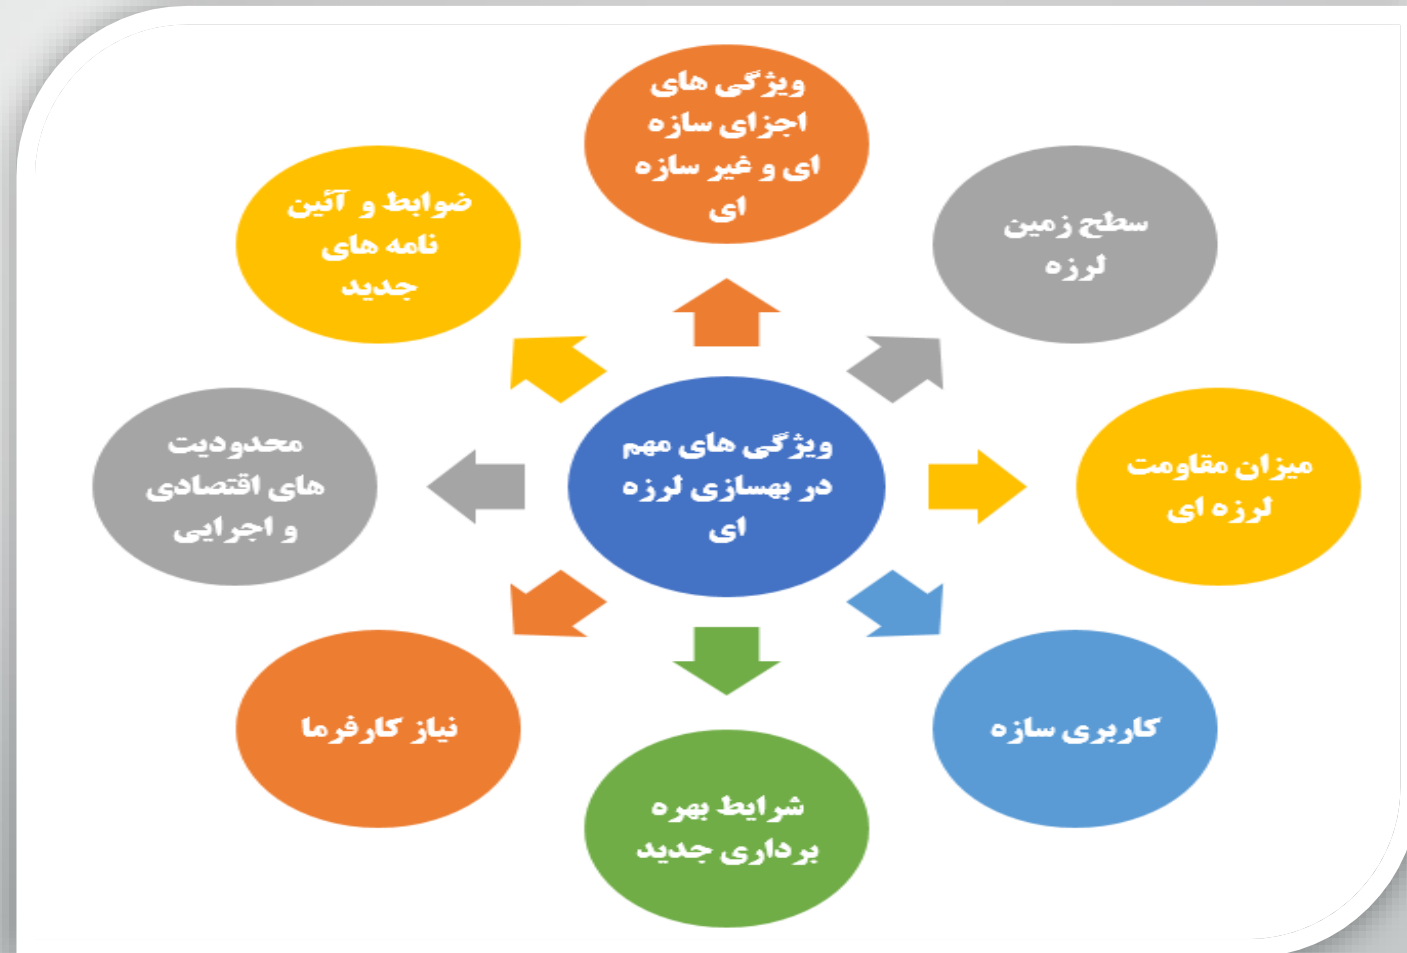 ویژگی های
اجزای سازه
ای و غیر سازه
ای
سطح زمین
لرزه
میزان مقاومت
لرزه ای
کاربری سازه
شرایط بهره
برداری جدید
نیاز کارفرما
محدودیت
های اقتصادی
و اجرایی
ضوابط و آئین
نامه های
جدید
ویژگی های مهم
در بهسازی لرزه
ای